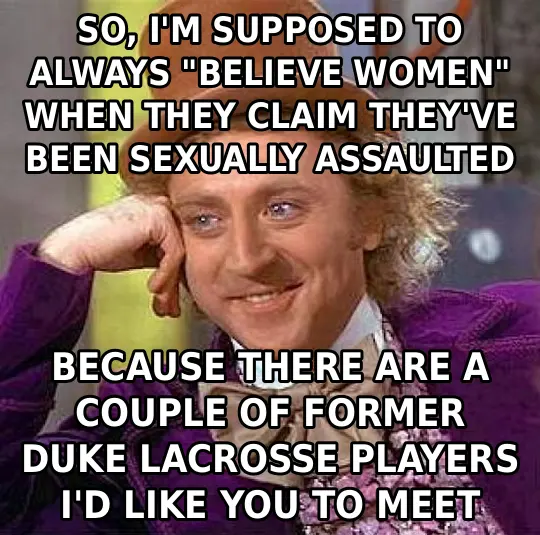 SO, I'M SUPPOSED TO
ALWAYS "BELIEVE WOMEN"
WHEN THEY CLAIM THEY'VE
BEEN SEXUALLY ASSAULTED
BECAUSE THERE ARE A
COUPLE OF FORMER
DUKE LACROSSE PLAYERS
I'D LIKE YOU TO MEET